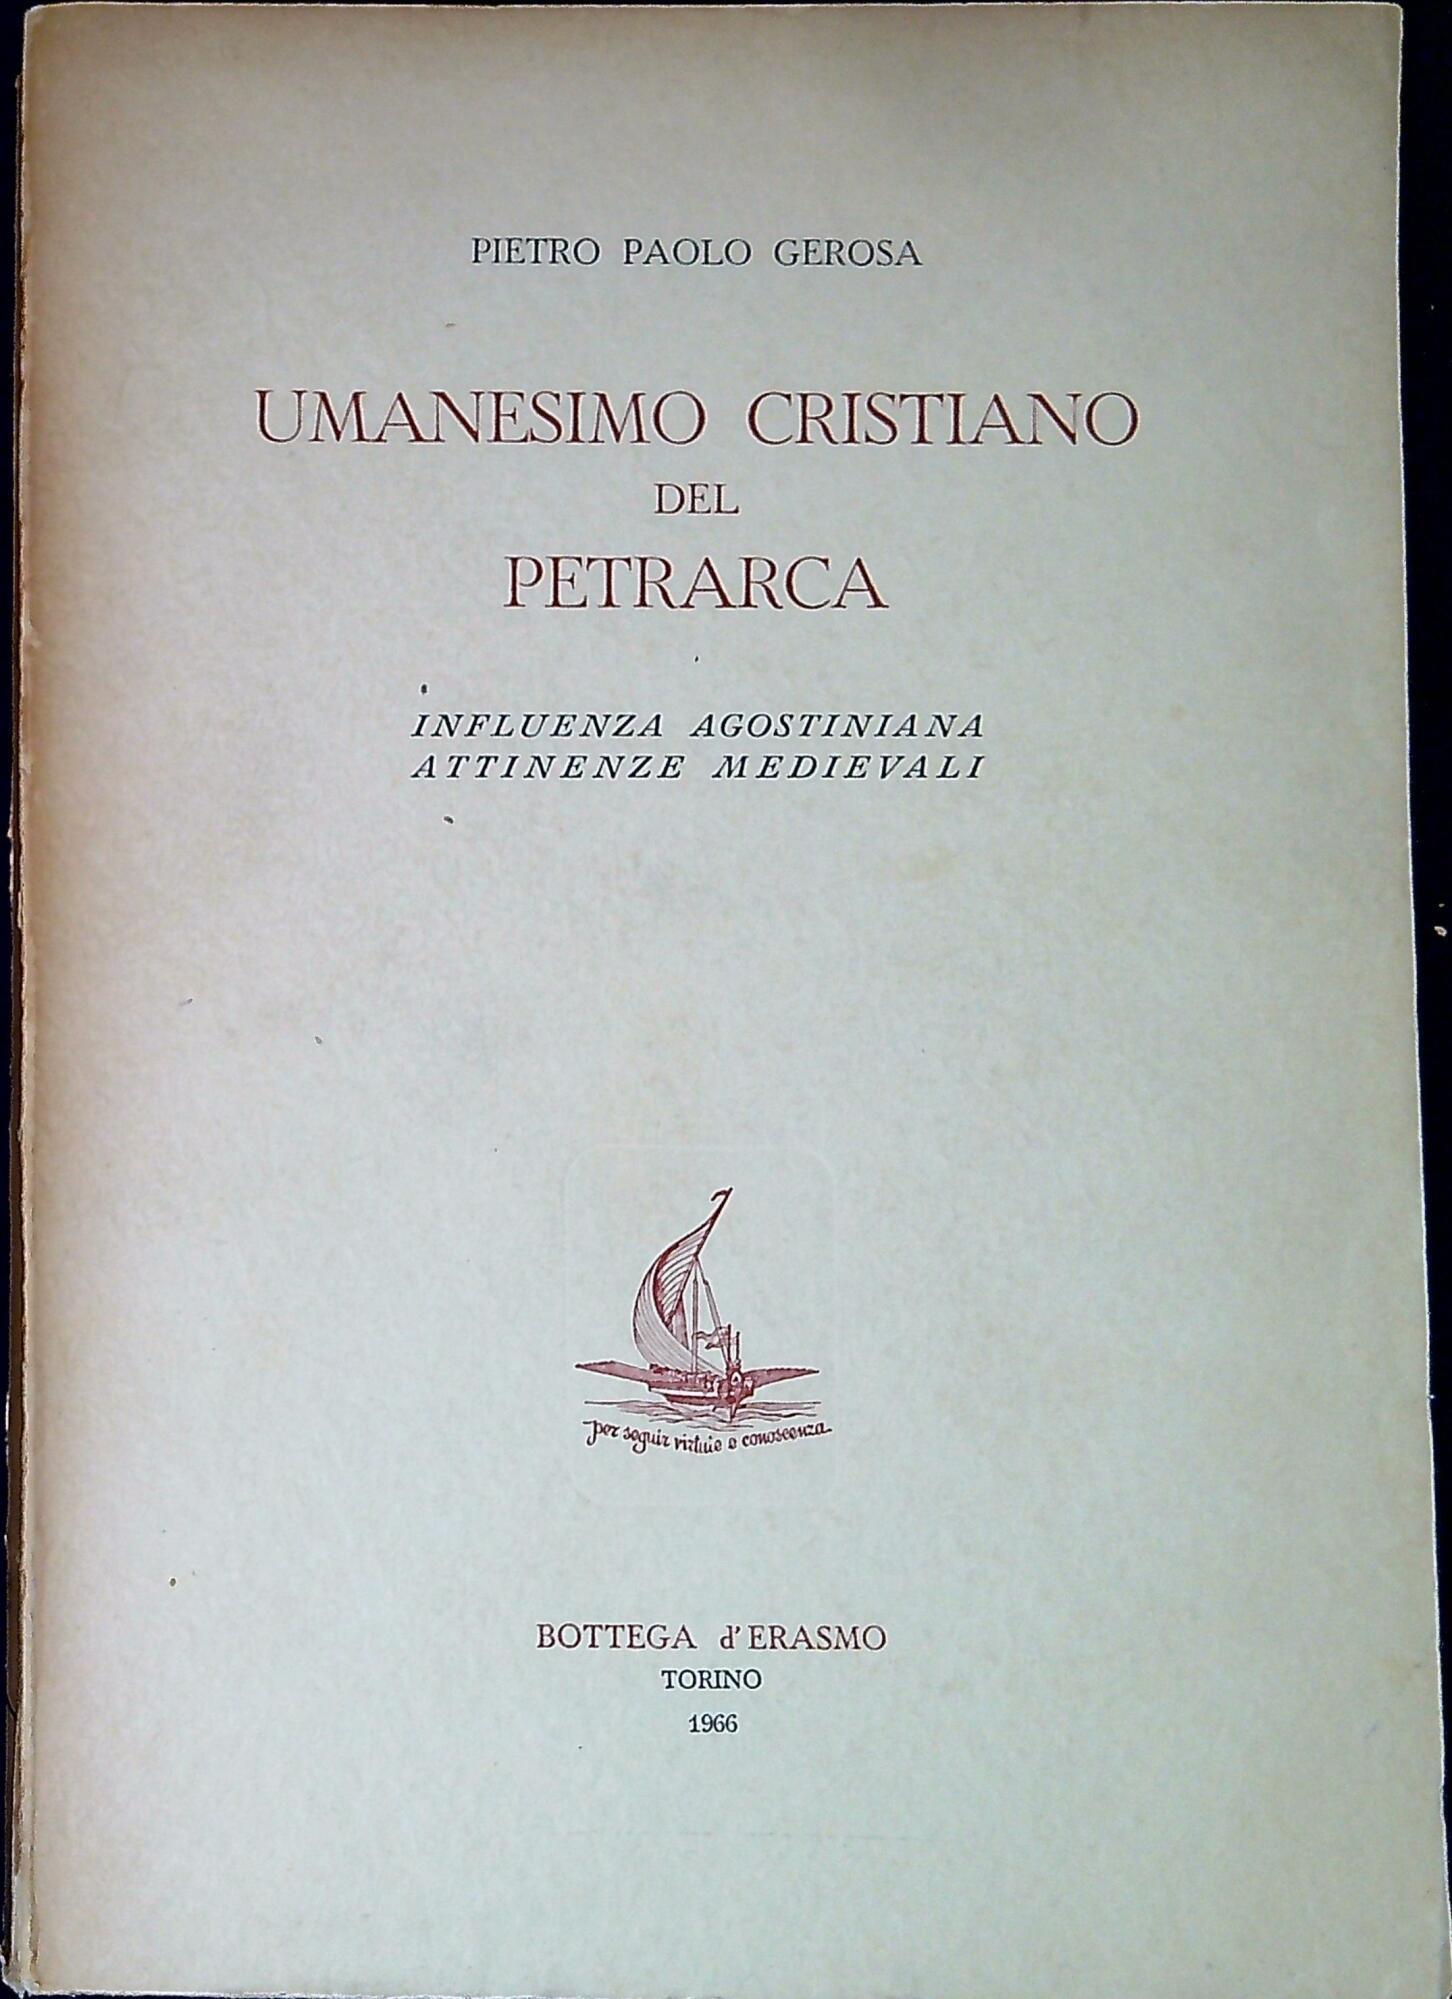 PIETRO PAOLO GEROSA
UMANESIMO CRISTIANO
DEL
PETRARCA
INFLUENZA AGOSTINIANA
ATTINENZE MEDIEVALI
per seguir virtute e conoscenza
BOTTEGA d'ERASMO
TORINO
1966